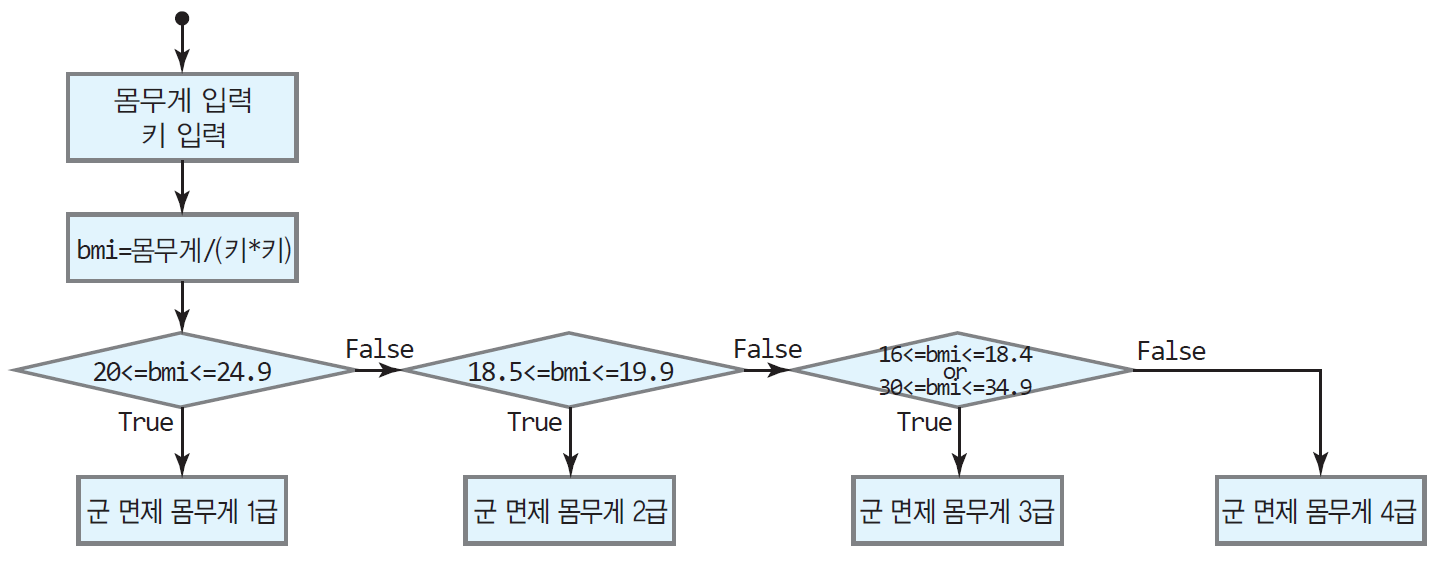 몸무게 입력
키 입력
bmi=몸무게/(키*키)
20<=bmi<=24.9
False
True
18.5<=bmi<=19.9
False
True
16<=bmi<=18.4
or
30<=bmi<=34.9
False
True
군 면제 몸무게 1급
군 면제 몸무게 2급
군 면제 몸무게 3급
군 면제 몸무게 4급